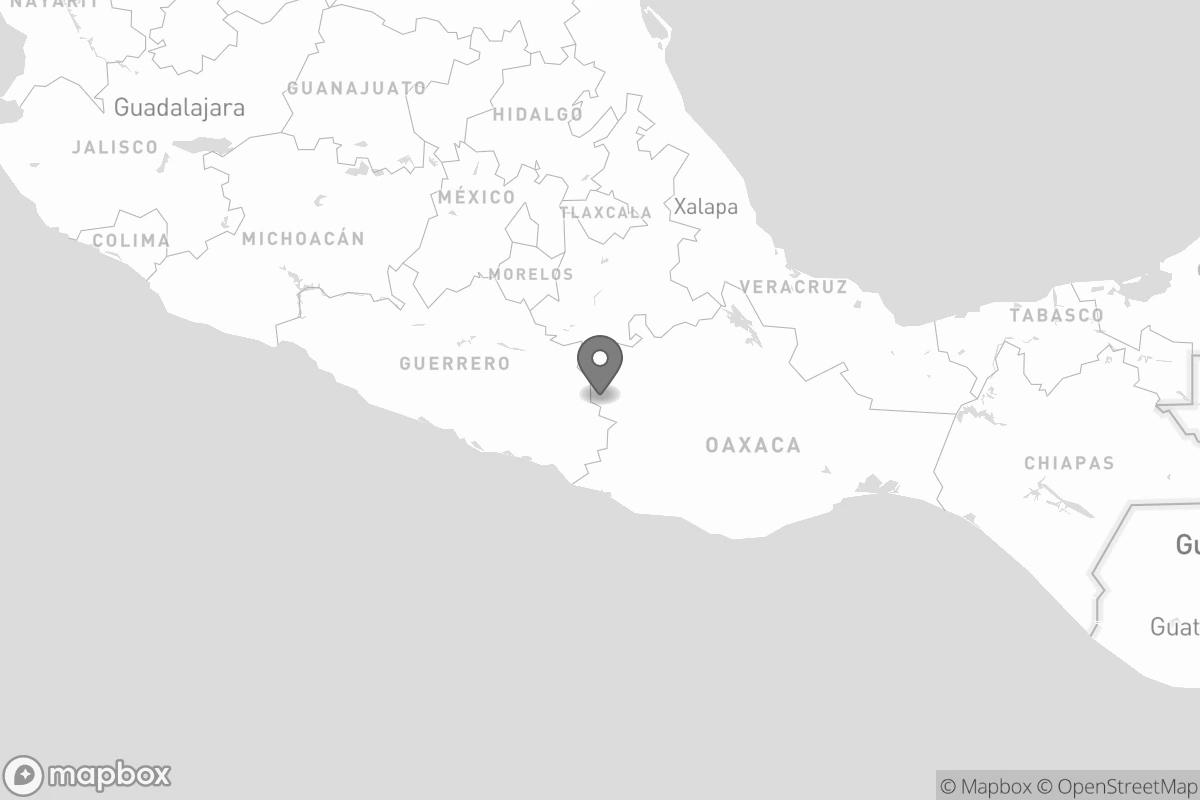 NAYARIT
GUANAJUATO
Guadalajara
HIDALGO
JALISCO
MÉXICO
TLAXCALA
Xalapa
COLIMA
MICHOACÁN
MORELOS
VERACRUZ
TABASCO
GUERRERO
OAXACA
CHIAPAS
Gu
Guat
mapbox
© Mapbox © OpenStreetMap